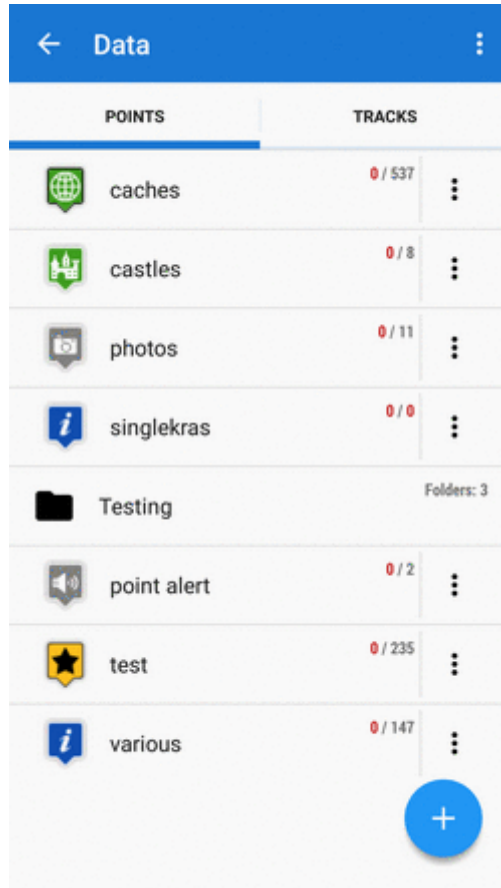 Data
POINTS TRACKS
caches 0 / 537
castles 0 / 8
photos 0 / 11
singlekras 0 / 0
Testing Folders: 3
point alert 0 / 2
test 0 / 235
various 0 / 147